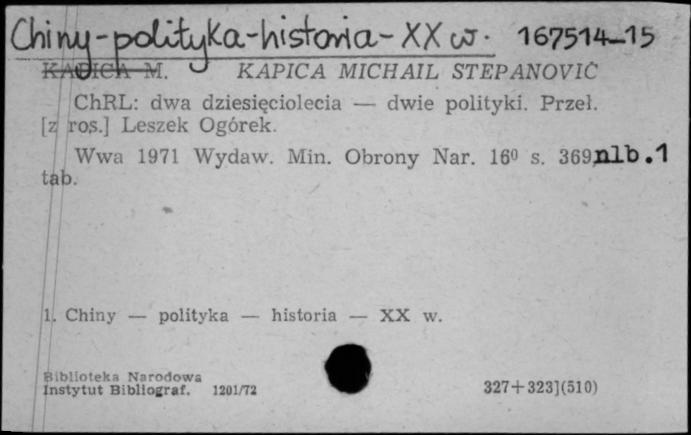 Chiny-polityka-historia-XX w. 167514-15
KAPICA M. KAPICA MICHAIL STEPANOVIČ
ChRL: dwa dziesięciolecia — dwie polityki. Przeł.
[z ros.] Leszek Ogórek.
Wwa 1971 Wydaw. Min. Obrony Nar. 16⁰ s. 369, nlb.1
tab.
1. Chiny — polityka — historia — XX w.
Biblioteka Narodowa
Instytut Bibliograf. 1201/72 327+323](510)